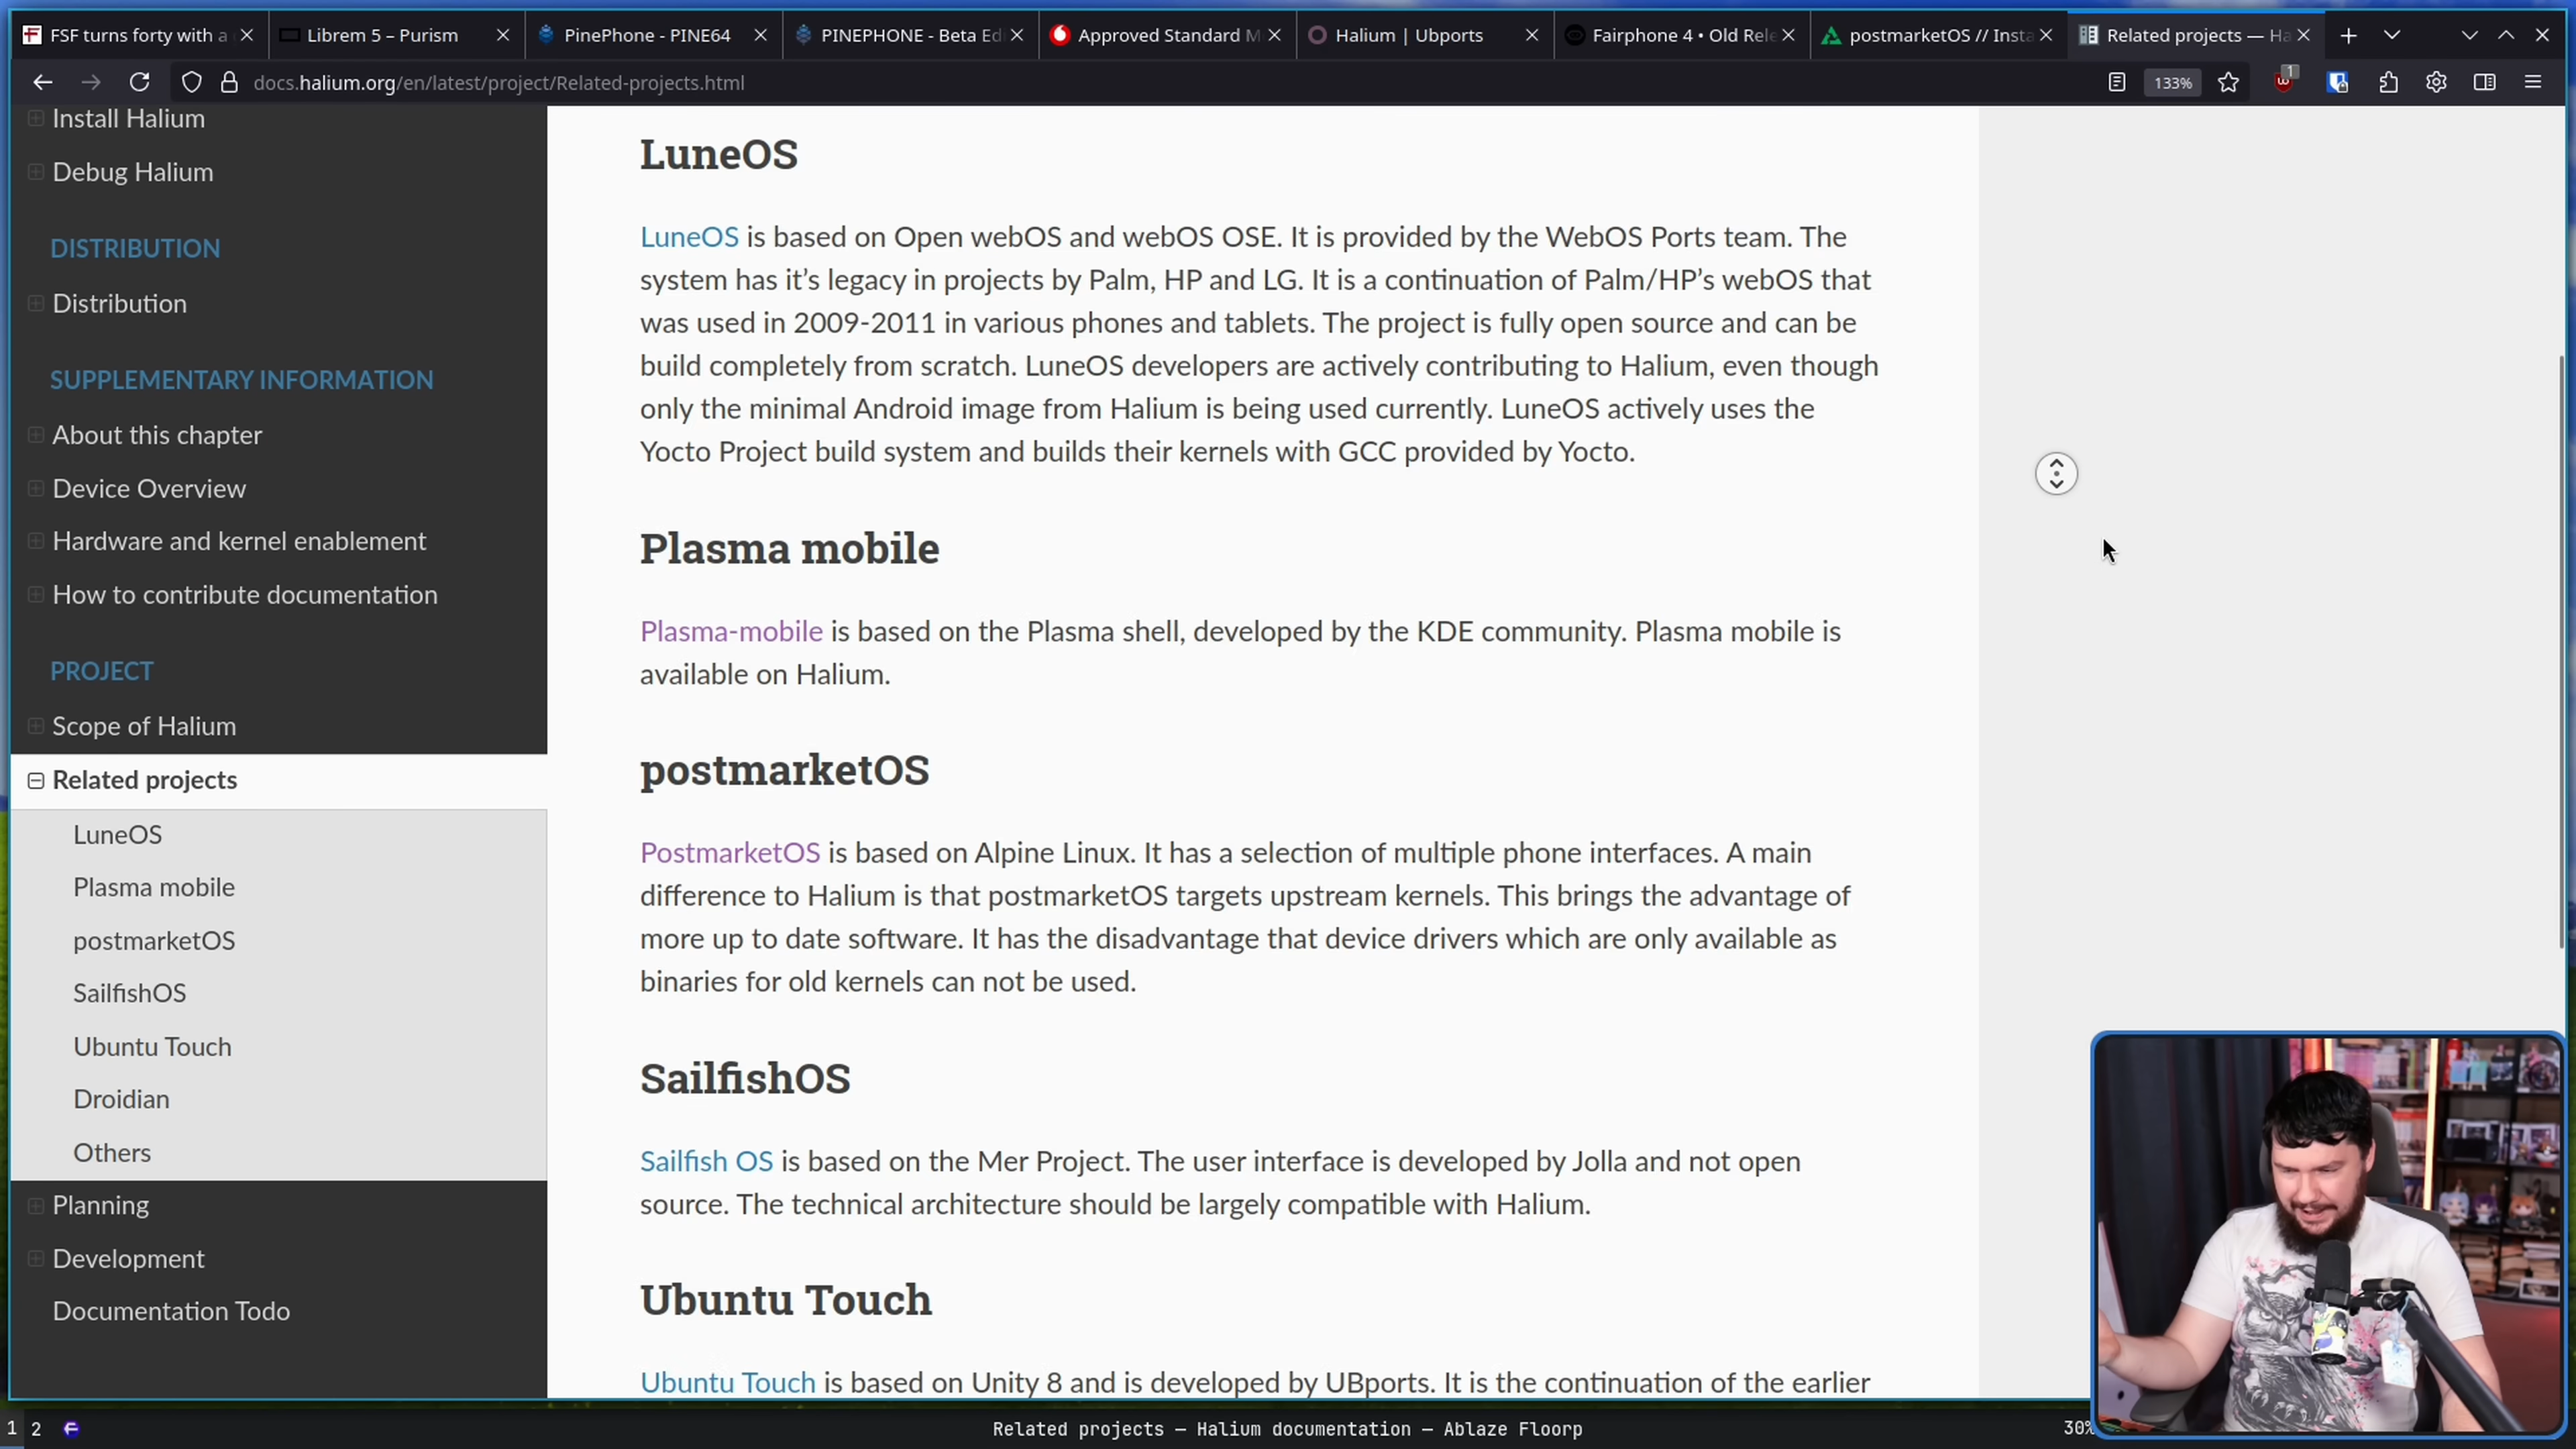 FSF turns forty with a
Librem 5 – Purism
PinePhone - PINE64
PINEPHONE - Beta Ed
Approved Standard M
Halium | Ubports
Fairphone 4 • Old Rele
postmarketOS // Insta
Related projects — Ha
docs.halium.org/en/latest/project/Related-projects.html
133%
1
Install Halium
Debug Halium
DISTRIBUTION
Distribution
SUPPLEMENTARY INFORMATION
About this chapter
Device Overview
Hardware and kernel enablement
How to contribute documentation
PROJECT
Scope of Halium
Related projects
LuneOS
Plasma mobile
postmarketOS
SailfishOS
Ubuntu Touch
Droidian
Others
Planning
Development
Documentation Todo
LuneOS
LuneOS is based on Open webOS and webOS OSE. It is provided by the WebOS Ports team. The
system has it’s legacy in projects by Palm, HP and LG. It is a continuation of Palm/HP’s webOS that
was used in 2009-2011 in various phones and tablets. The project is fully open source and can be
build completely from scratch. LuneOS developers are actively contributing to Halium, even though
only the minimal Android image from Halium is being used currently. LuneOS actively uses the
Yocto Project build system and builds their kernels with GCC provided by Yocto.
Plasma mobile
Plasma-mobile is based on the Plasma shell, developed by the KDE community. Plasma mobile is
available on Halium.
postmarketOS
PostmarketOS is based on Alpine Linux. It has a selection of multiple phone interfaces. A main
difference to Halium is that postmarketOS targets upstream kernels. This brings the advantage of
more up to date software. It has the disadvantage that device drivers which are only available as
binaries for old kernels can not be used.
SailfishOS
Sailfish OS is based on the Mer Project. The user interface is developed by Jolla and not open
source. The technical architecture should be largely compatible with Halium.
Ubuntu Touch
Ubuntu Touch is based on Unity 8 and is developed by UBports. It is the continuation of the earlier
1 2
Related projects — Halium documentation — Ablaze Floorp
30%